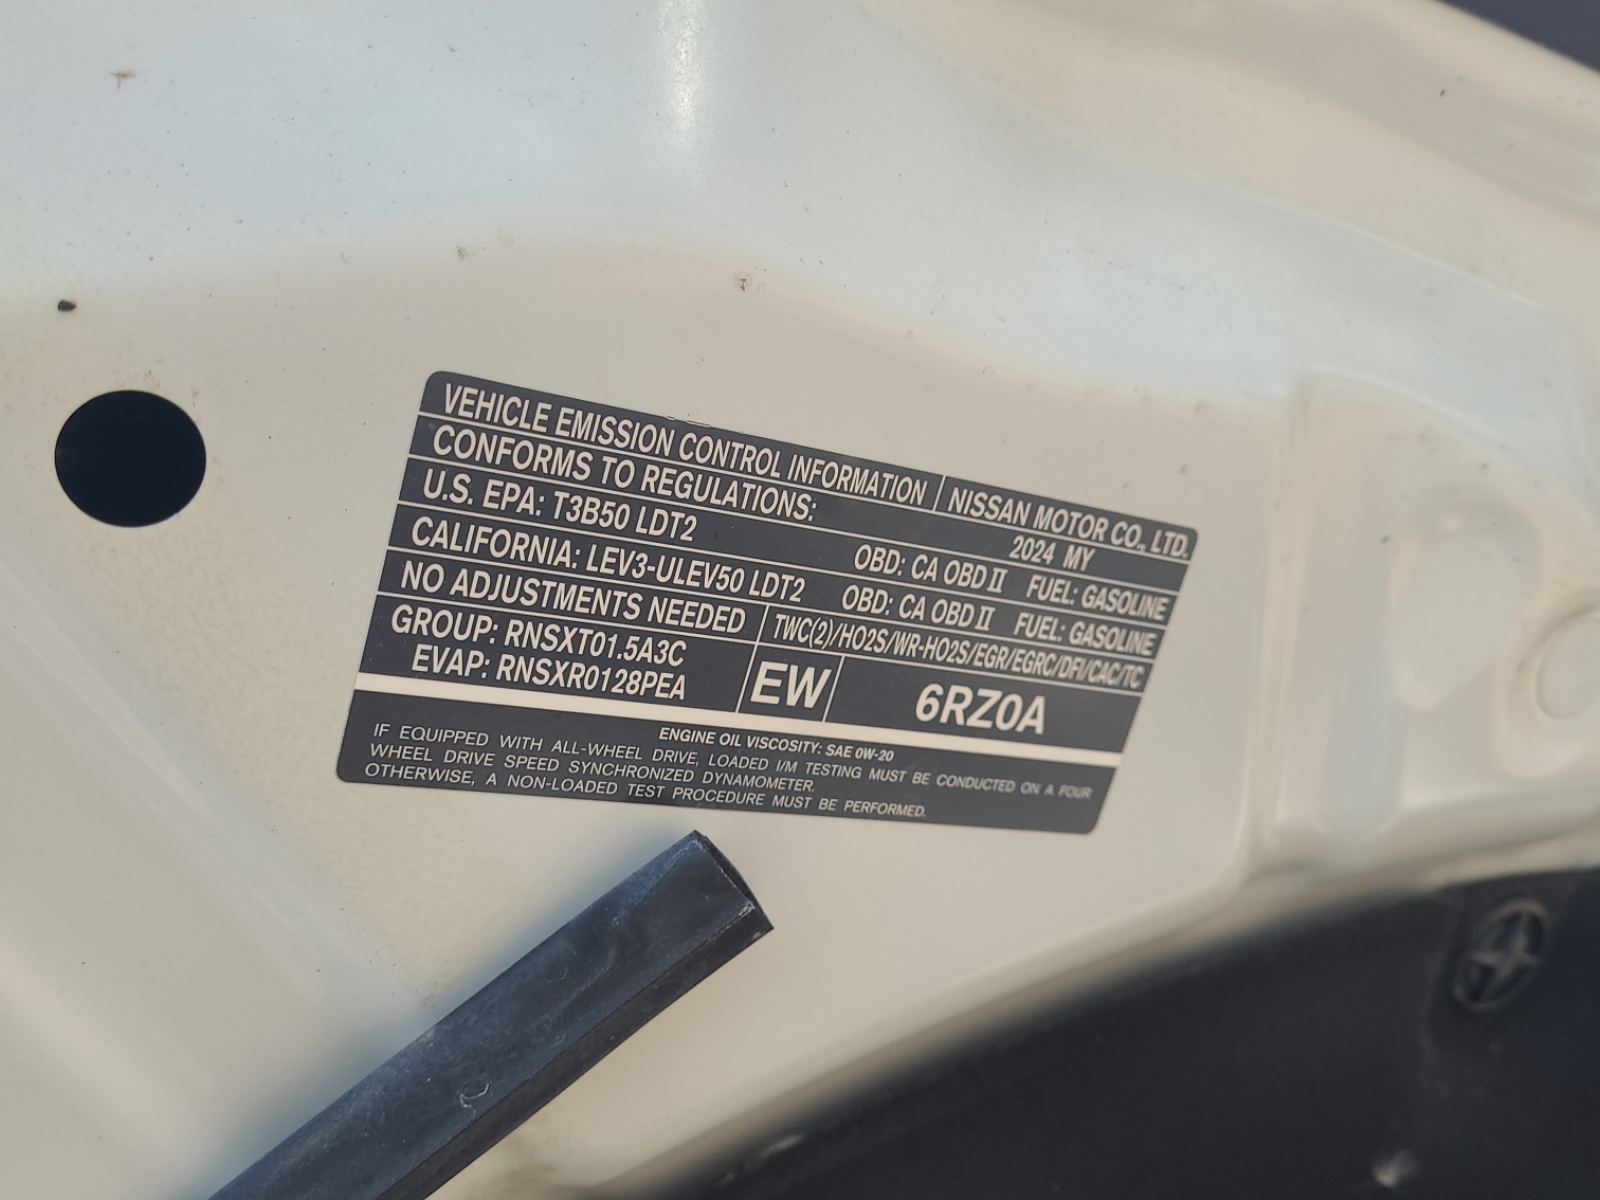 VEHICLE EMISSION CONTROL INFORMATION NISSAN MOTOR CO., LTD.
CONFORMS TO REGULATIONS: 2024 MY
U.S. EPA: T3B50 LDT2 OBD: CA OBD II FUEL: GASOLINE
CALIFORNIA: LEV3-ULEV50 LDT2 OBD: CA OBD II FUEL: GASOLINE
NO ADJUSTMENTS NEEDED TWC(2)/HO2S/WR-HO2S/EGR/EGRC/DFI/CAC/TC
GROUP: RNSXT01.5A3C
EVAP: RNSXR0128PEA
EW 6RZ0A
ENGINE OIL VISCOSITY: SAE 0W-20
IF EQUIPPED WITH ALL-WHEEL DRIVE, LOADED I/M TESTING MUST BE CONDUCTED ON A FOUR
WHEEL DRIVE SPEED SYNCHRONIZED DYNAMOMETER.
OTHERWISE, A NON-LOADED TEST PROCEDURE MUST BE PERFORMED.